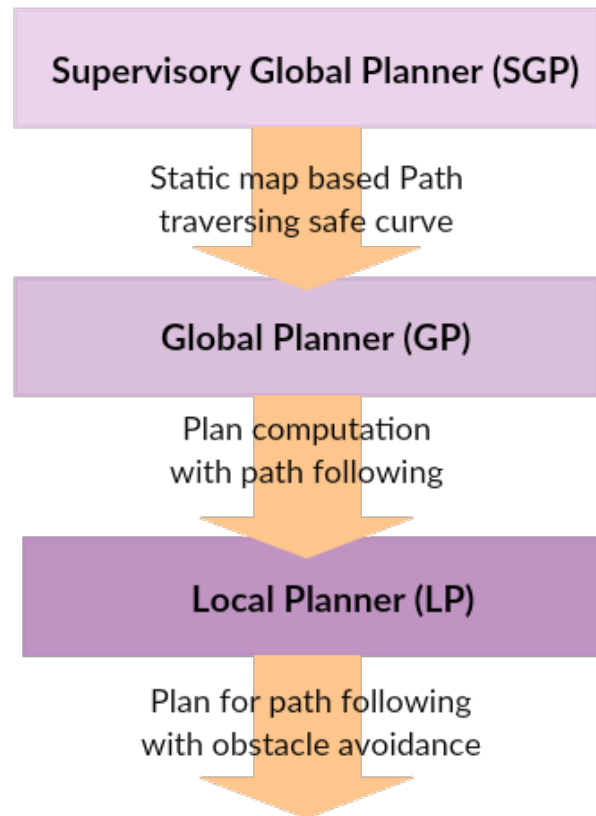 Supervisory Global Planner (SGP)
Static map based Path
traversing safe curve
Global Planner (GP)
Plan computation
with path following
Local Planner (LP)
Plan for path following
with obstacle avoidance